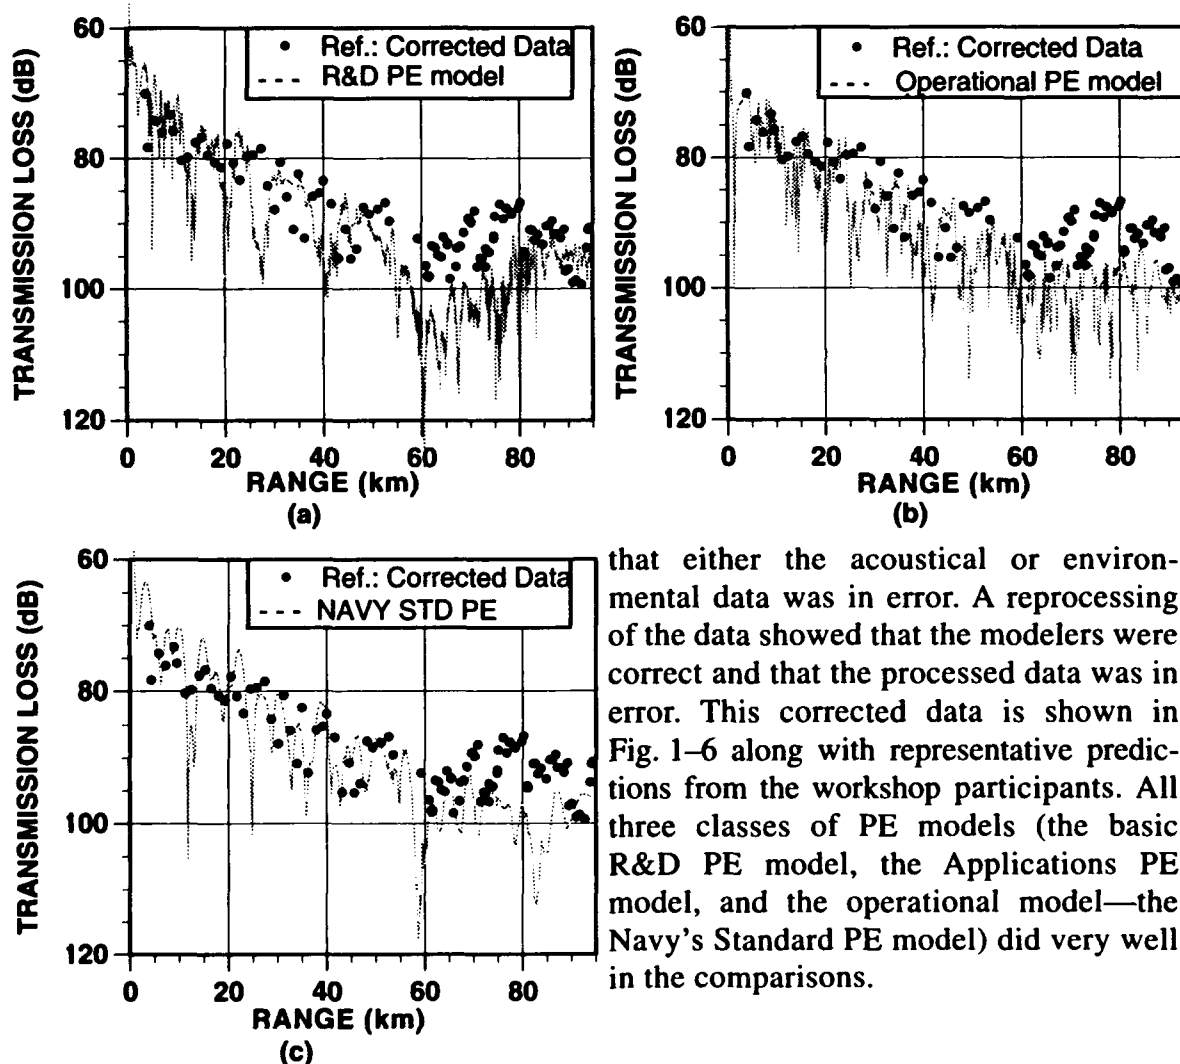 60
80
100
120
TRANSMISSION LOSS (dB)
Ref.: Corrected Data
R&D PE model
0 20 40 60 80
RANGE (km)
(a)
60
80
100
120
TRANSMISSION LOSS (dB)
Ref.: Corrected Data
Operational PE model
0 20 40 60 80
RANGE (km)
(b)
60
80
100
120
TRANSMISSION LOSS (dB)
Ref.: Corrected Data
NAVY STD PE
0 20 40 60 80
RANGE (km)
(c)
that either the acoustical or environ-
mental data was in error. A reprocessing
of the data showed that the modelers were
correct and that the processed data was in
error. This corrected data is shown in
Fig. 1–6 along with representative predic-
tions from the workshop participants. All
three classes of PE models (the basic
R&D PE model, the Applications PE
model, and the operational model—the
Navy's Standard PE model) did very well
in the comparisons.